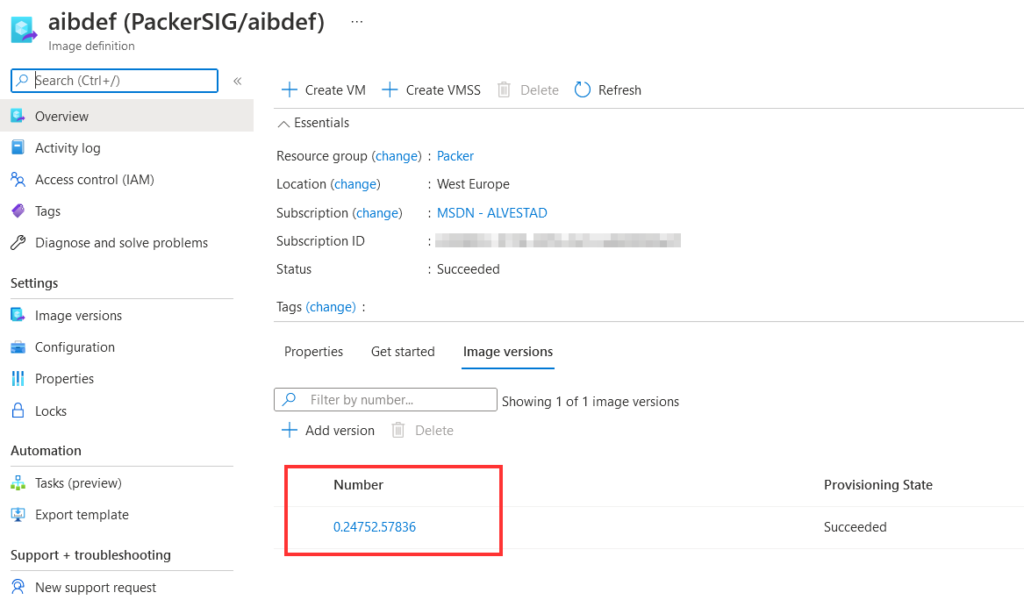 aibdef (PackerSIG/aibdef) ...
Image definition
Search (Ctrl+/) «
Overview
Activity log
Access control (IAM)
Tags
Diagnose and solve problems
Settings
Image versions
Configuration
Properties
Locks
Automation
Tasks (preview)
Export template
Support + troubleshooting
New support request
Create VM Create VMSS Delete Refresh
Essentials
Resource group (change) : Packer
Location (change) : West Europe
Subscription (change) : MSDN - ALVESTAD
Subscription ID :
Status : Succeeded
Tags (change) :
Properties Get started Image versions
Filter by number... Showing 1 of 1 image versions
Add version Delete
Number Provisioning State
0.24752.57836 Succeeded